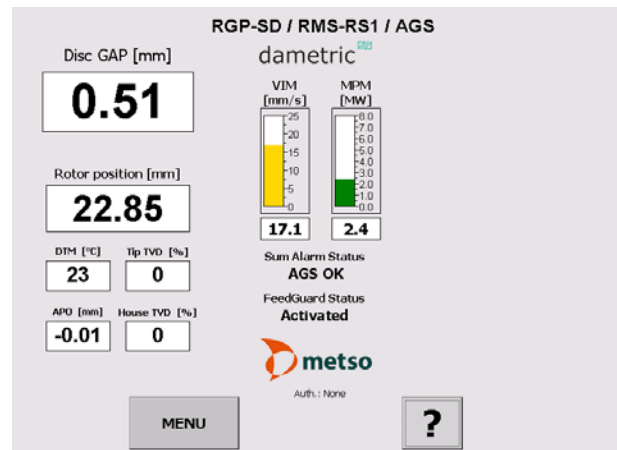 RGP-SD / RMS-RS1 / AGS
Disc GAP [mm]
0.51
dametric
VIM
[mm/s]
MPM
[MW]
25
20
15
10
5
0
8.0
7.0
6.0
5.0
4.0
3.0
2.0
1.0
0.0
17.1
2.4
Rotor position [mm]
22.85
DTM [°C]
Tip TVD [%]
23
0
APO [mm]
House TVD [%]
-0.01
0
Sum Alarm Status
AGS OK
FeedGuard Status
Activated
metso
Auth.: None
MENU
?